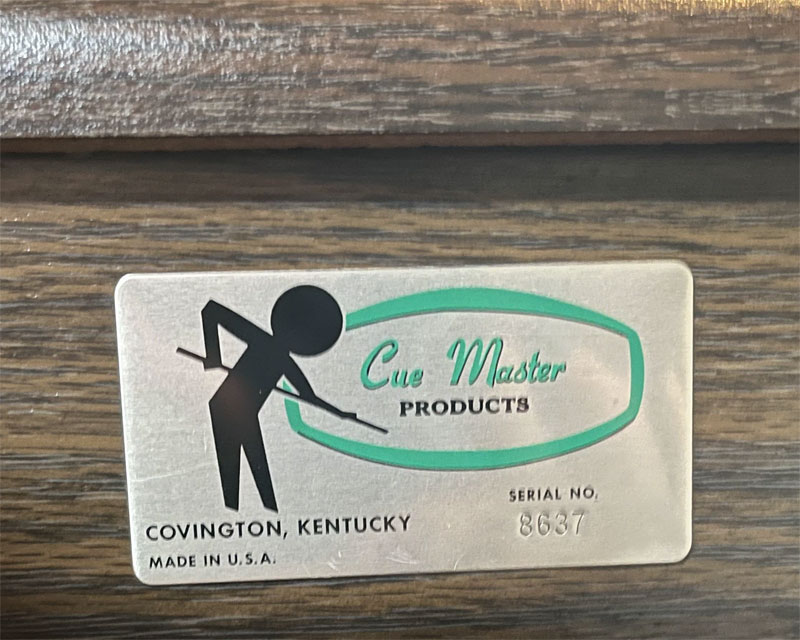 Cue Master
PRODUCTS
SERIAL NO.
8637
COVINGTON, KENTUCKY
MADE IN U.S.A.